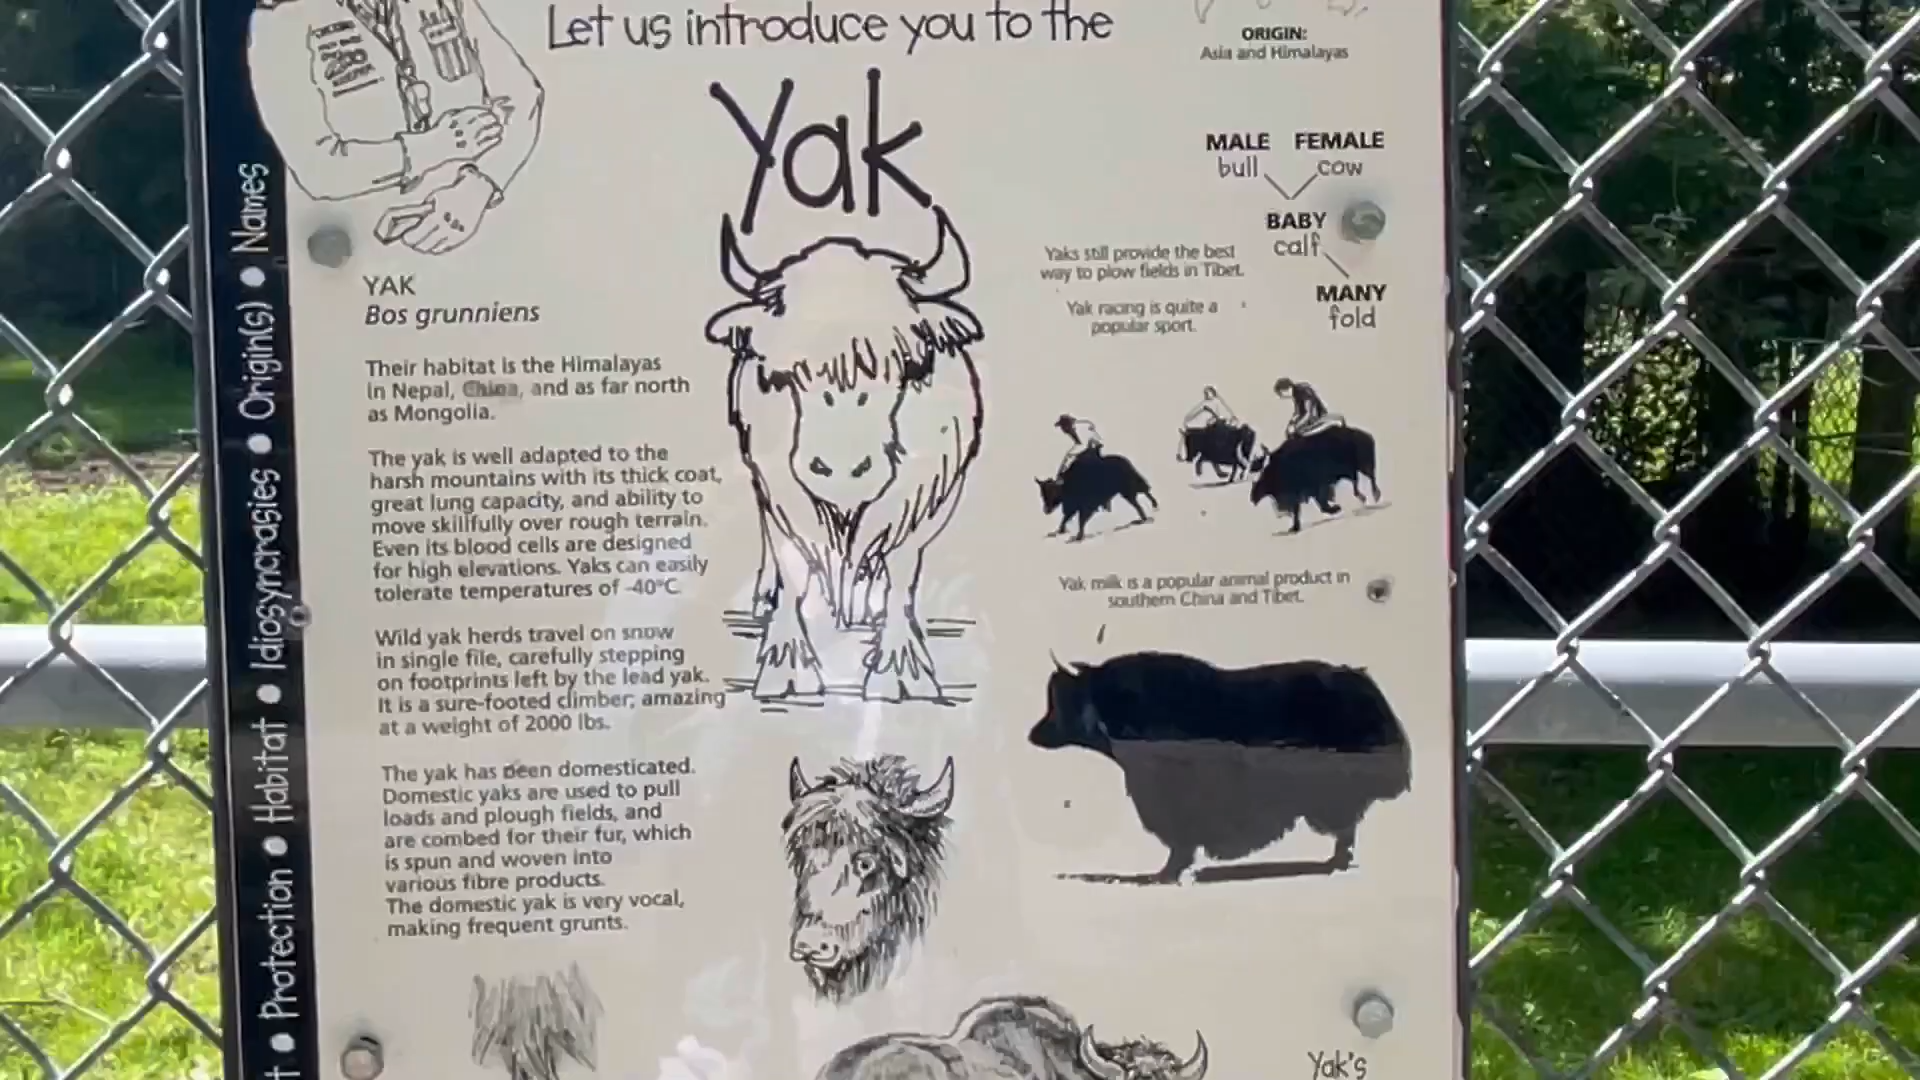 Let us introduce you to the
Yak
ORIGIN:
Asia and Himalayas
MALE FEMALE
bull cow
BABY
calf
MANY
fold
Yaks still provide the best
way to plow fields in Tibet.
Yak racing is quite a
popular sport.
YAK
Bos grunniens
Their habitat is the Himalayas
in Nepal, China, and as far north
as Mongolia.
The yak is well adapted to the
harsh mountains with its thick coat,
great lung capacity, and ability to
move skillfully over rough terrain.
Even its blood cells are designed
for high elevations. Yaks can easily
tolerate temperatures of -40°C.
Wild yak herds travel on snow
in single file, carefully stepping
on footprints left by the lead yak.
It is a sure-footed climber, amazing
at a weight of 2000 lbs.
The yak has been domesticated.
Domestic yaks are used to pull
loads and plough fields, and
are combed for their fur, which
is spun and woven into
various fibre products.
The domestic yak is very vocal,
making frequent grunts.
Yak milk is a popular animal product in
southern China and Tibet.
Yak's
t • Protection • Habitat • Idiosyncrasies • Origin(s) • Names